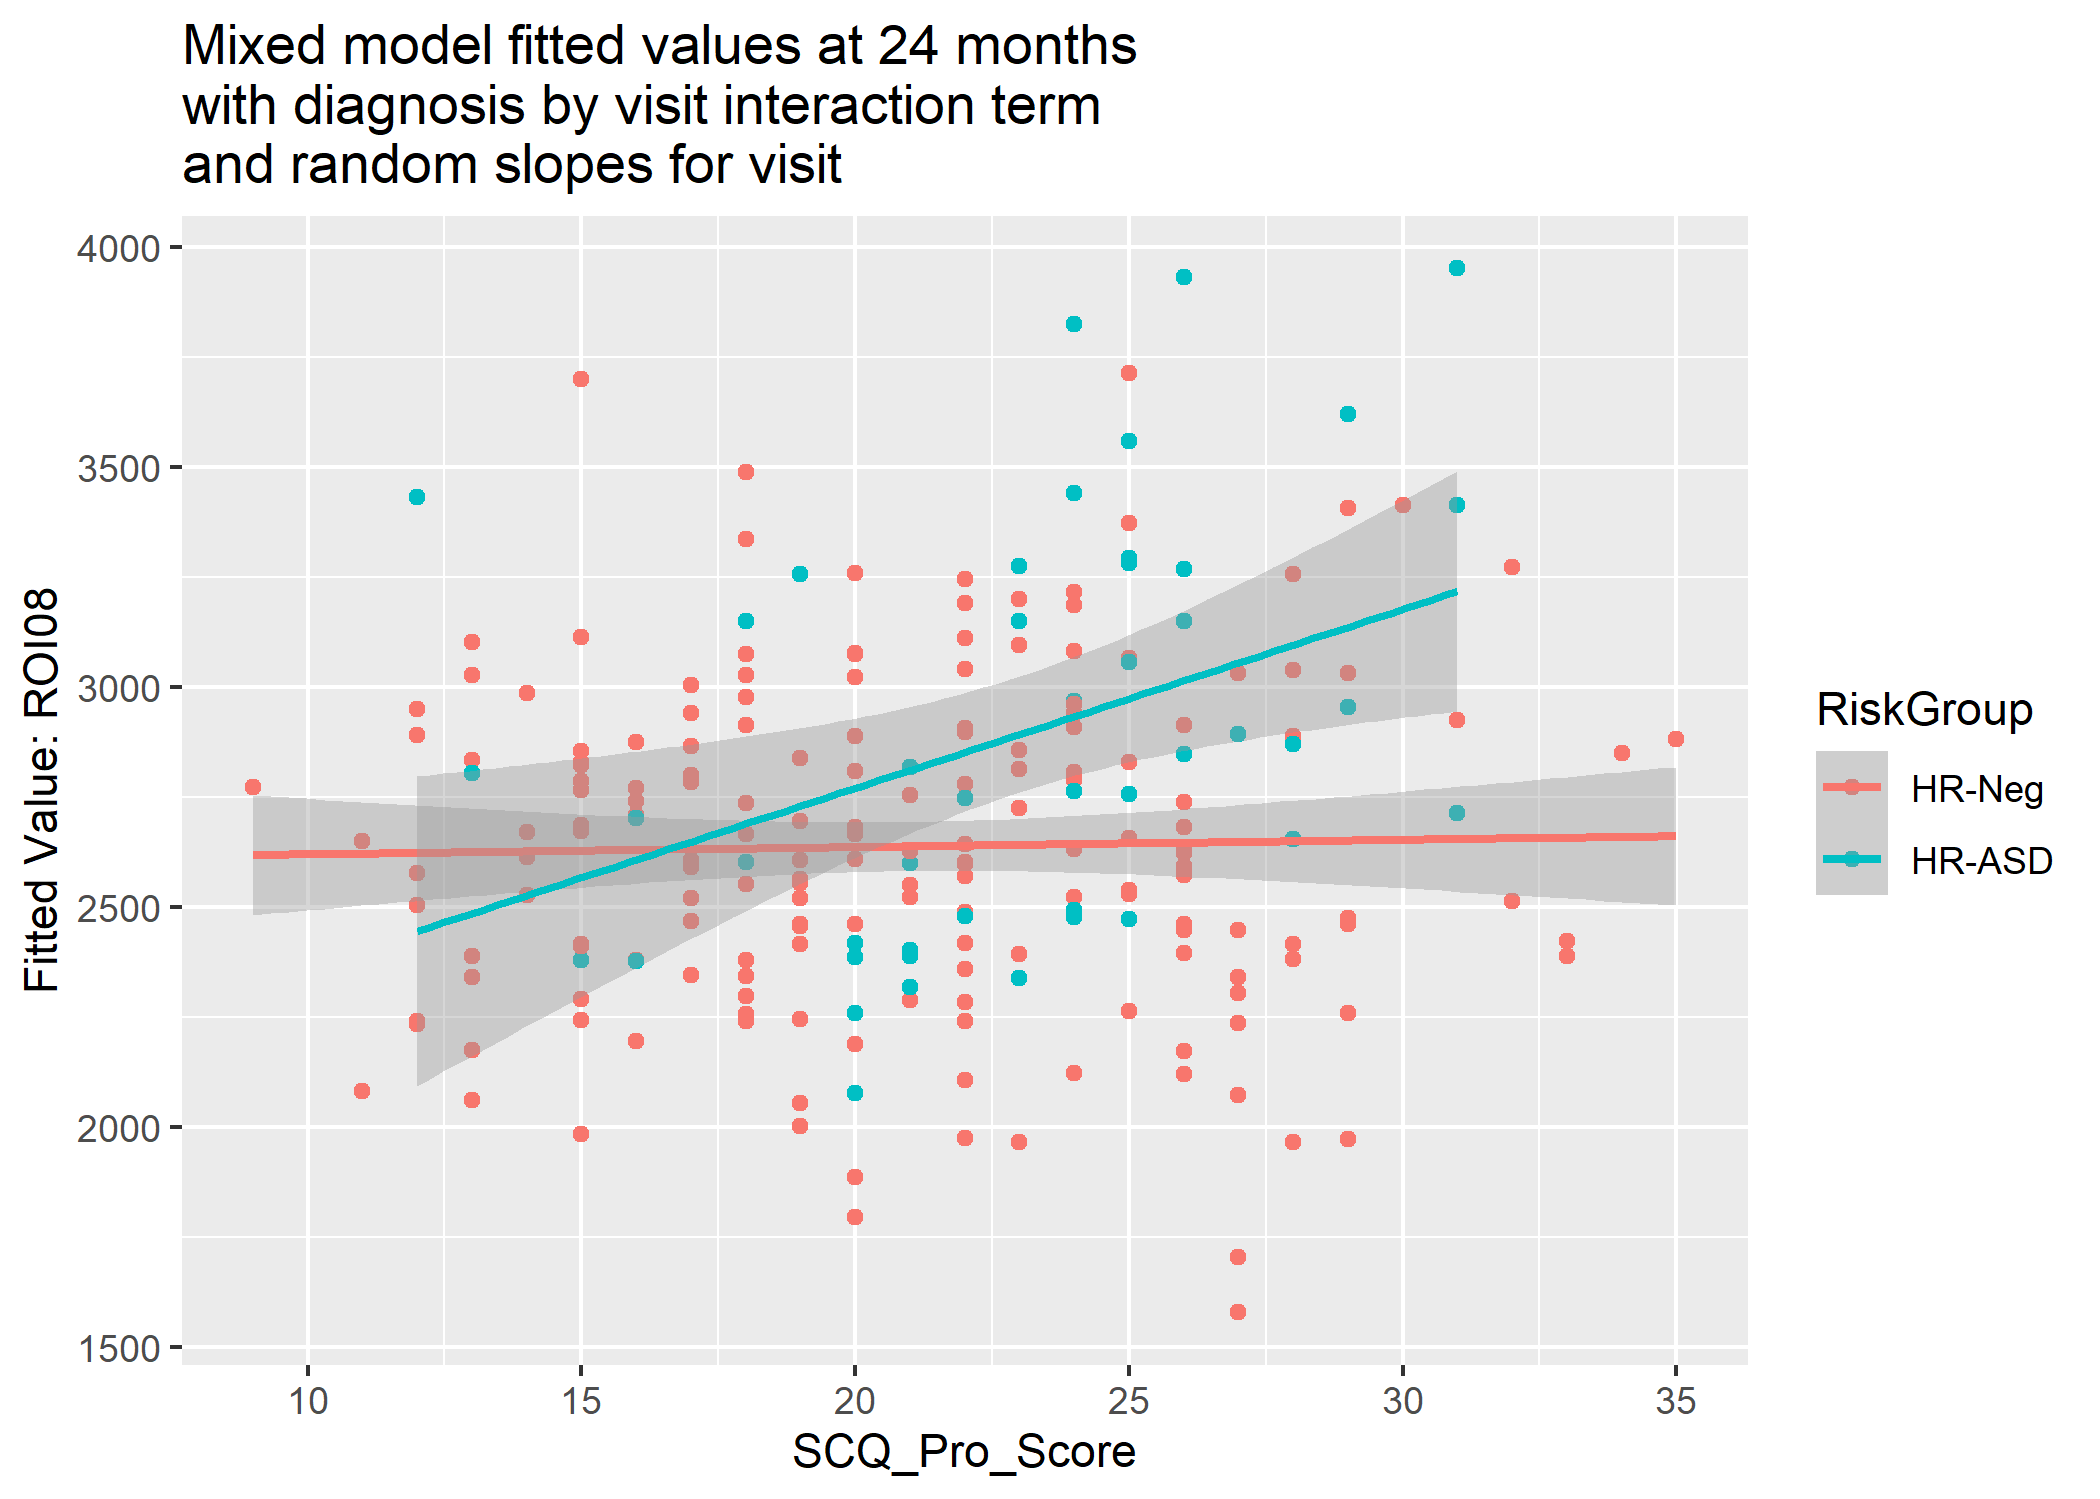 Mixed model fitted values at 24 months
with diagnosis by visit interaction term
and random slopes for visit
4000
3500
3000
2500
2000
1500
Fitted Value: ROI08
10 15 20 25 30 35
SCQ_Pro_Score
RiskGroup
HR-Neg
HR-ASD